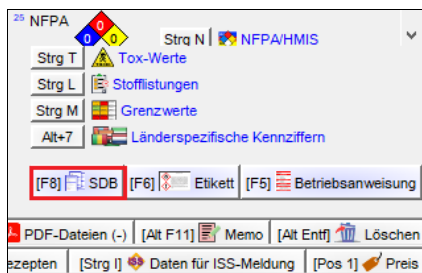 25 NFPA 0
0 0 Strg N NFPA/HMIS
Strg T Tox-Werte
Strg L Stofflistungen
Strg M Grenzwerte
Alt+7 Länderspezifische Kennziffern
[F8] SDB [F6] Etikett [F5] Betriebsanweisung
PDF-Dateien (-) [Alt F11] Memo [Alt Entf] Löschen
ezepten [Strg I] Daten für ISS-Meldung [Pos 1] Preis